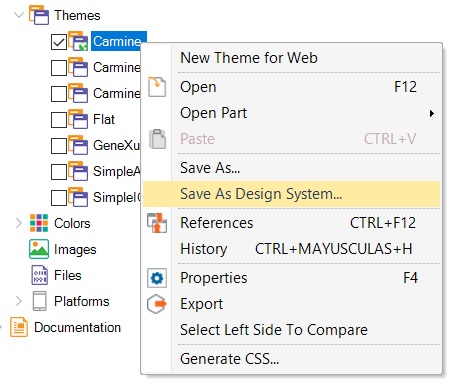 Themes
Carmine
New Theme for Web
Carmine
Open F12
Carmine
Open Part
Flat
Paste CTRL+V
GeneXu
Save As...
SimpleA
Save As Design System...
SimpleI
Colors
References CTRL+F12
Images
History CTRL+MAYUSCULAS+H
Files
Properties F4
Platforms
Export
Documentation
Select Left Side To Compare
Generate CSS...